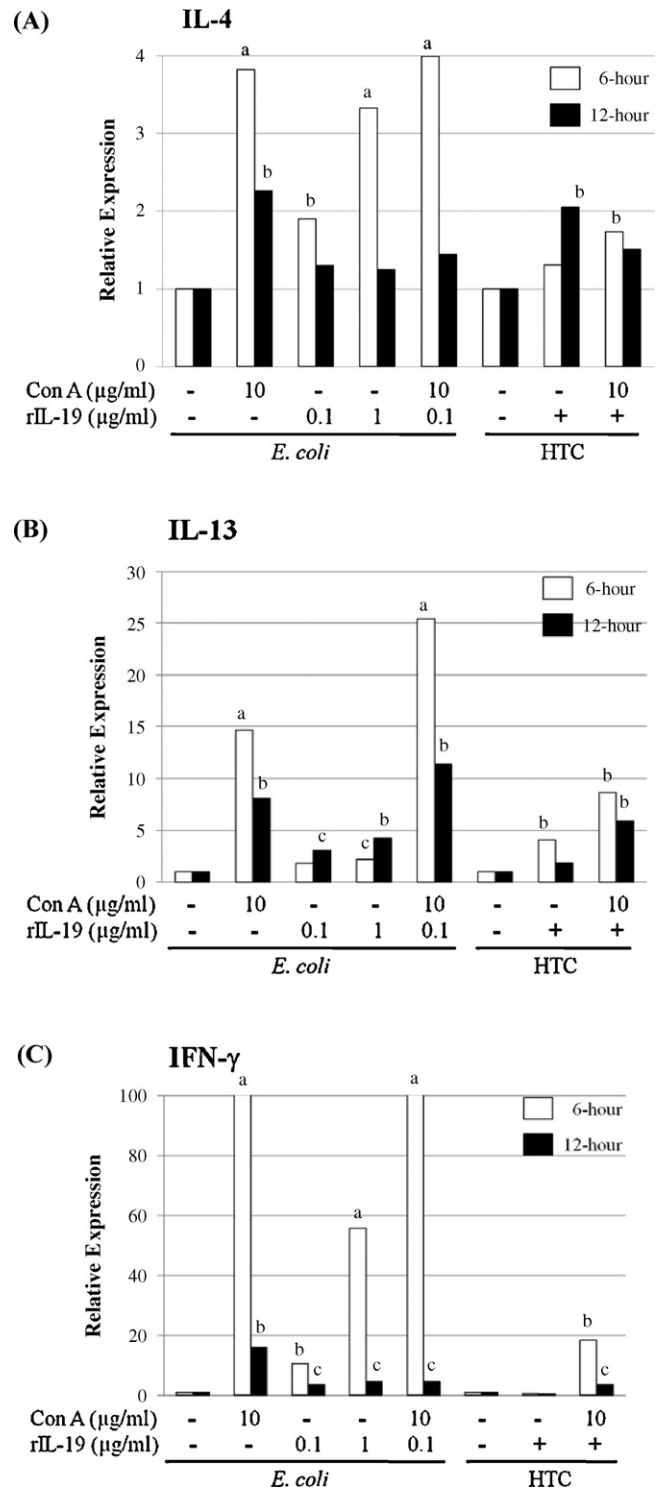 (A) IL-4
4
3
2
1
0
Relative Expression
a
b
b
a
a
b
b
6-hour
12-hour
Con A (μg/ml) - 10 - - 10 - - 10
rIL-19 (μg/ml) - - 0.1 1 0.1 - + +
E. coli HTC
(B) IL-13
30
25
20
15
10
5
0
Relative Expression
a
b
c
c
b
a
b
b
b
b
6-hour
12-hour
Con A (μg/ml) - 10 - - 10 - - 10
rIL-19 (μg/ml) - - 0.1 1 0.1 - + +
E. coli HTC
(C) IFN-γ
100
80
60
40
20
0
Relative Expression
a
b
b
c
a
c
a
c
b
c
6-hour
12-hour
Con A (μg/ml) - 10 - - 10 - - 10
rIL-19 (μg/ml) - - 0.1 1 0.1 - + +
E. coli HTC